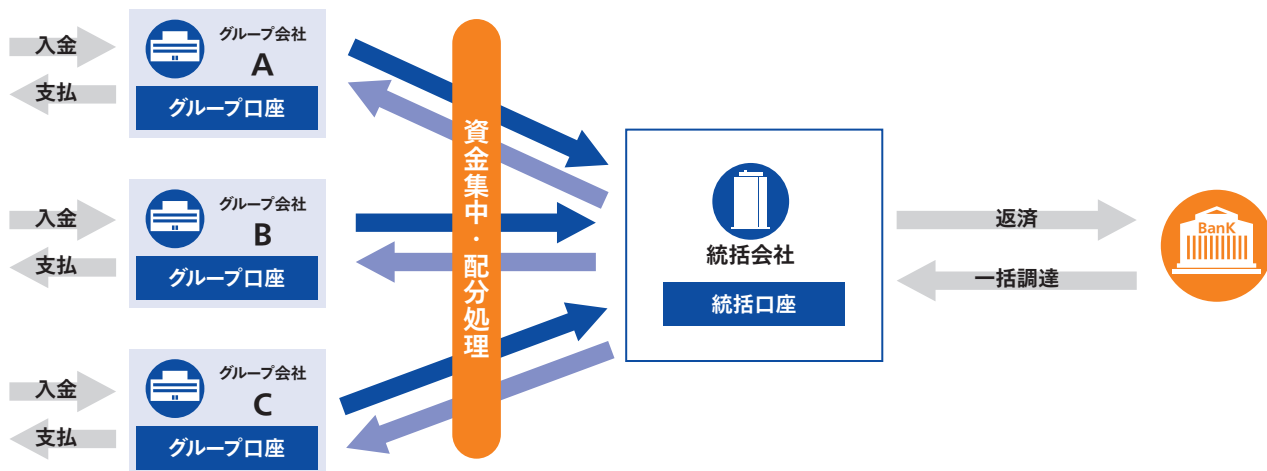 入金
支払
グループ会社
A
グループ口座
入金
支払
グループ会社
B
グループ口座
入金
支払
グループ会社
C
グループ口座
資金集中・配分処理
統括会社
統括口座
返済
一括調達
BanK